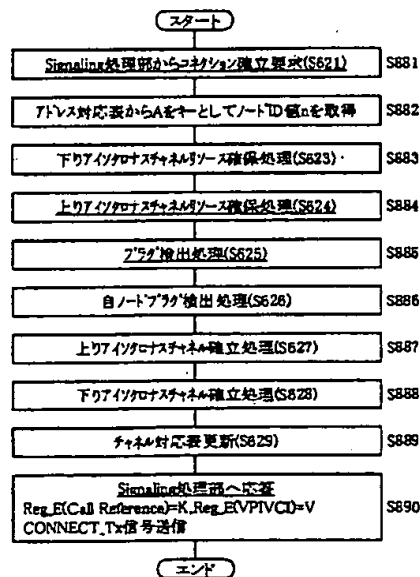 スタート
Signaling処理部からコネクション確立要求(S621)
S881
アドレス対応表からAをキーとしてノードID値nを取得
S882
下りアイソクロナスチャネルリソース確保処理(S623)
S883
上りアイソクロナスチャネルリソース確保処理(S624)
S884
プラグ検出処理(S625)
S885
自ノードプラグ検出処理(S626)
S886
上りアイソクロナスチャネル確立処理(S627)
S887
下りアイソクロナスチャネル確立処理(S628)
S888
チャネル対応表更新(S629)
S889
Signaling処理部へ応答
Reg_E(Call Reference)=K,Reg_E(VPIVCI)=V
S890
CONNECT_Tx信号送信
エンド